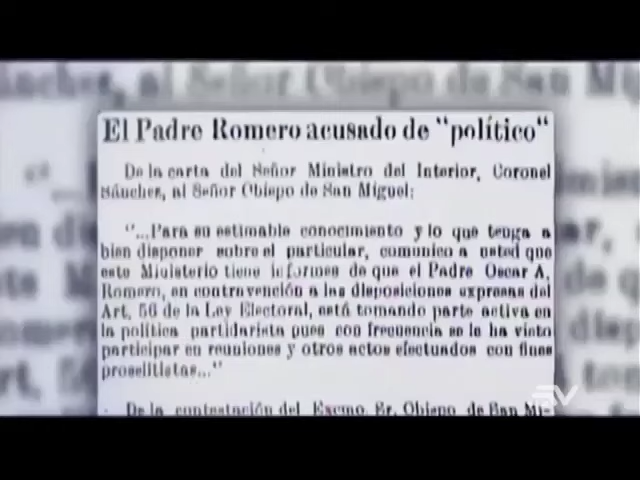 El Padre Romero acusado de "político"
De la carta del Señor Ministro del Interior, Coronel
Sánchez, al Señor Obispo de San Miguel:
"...Para su estimable conocimiento y lo que tenga a
bien disponer sobre el particular, comunico a usted que
este Ministerio tiene informes de que el Padre Oscar A.
Romero, en contravención a las disposiciones expresas del
Art, 56 de la Ley Electoral, está tomando parte activa en
la política partidarista pues con frecuencia se le ha visto
participar en reuniones y otros actos efectuados con fines
proselitistas..."
De la contestación del Excmo. Sr. Obispo de San Mi-